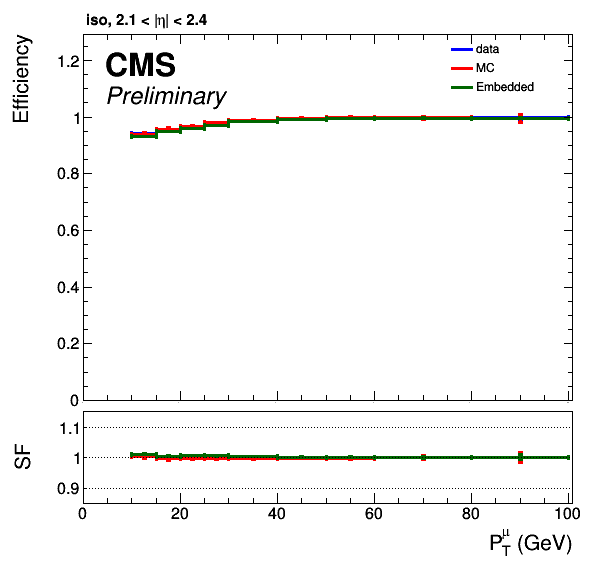 iso, 2.1 < |η| < 2.4
Efficiency
CMS
Preliminary
data
MC
Embedded
1.2
1
0.8
0.6
0.4
0.2
0
SF
1.1
1
0.9
0 20 40 60 80 100
P_T^μ (GeV)